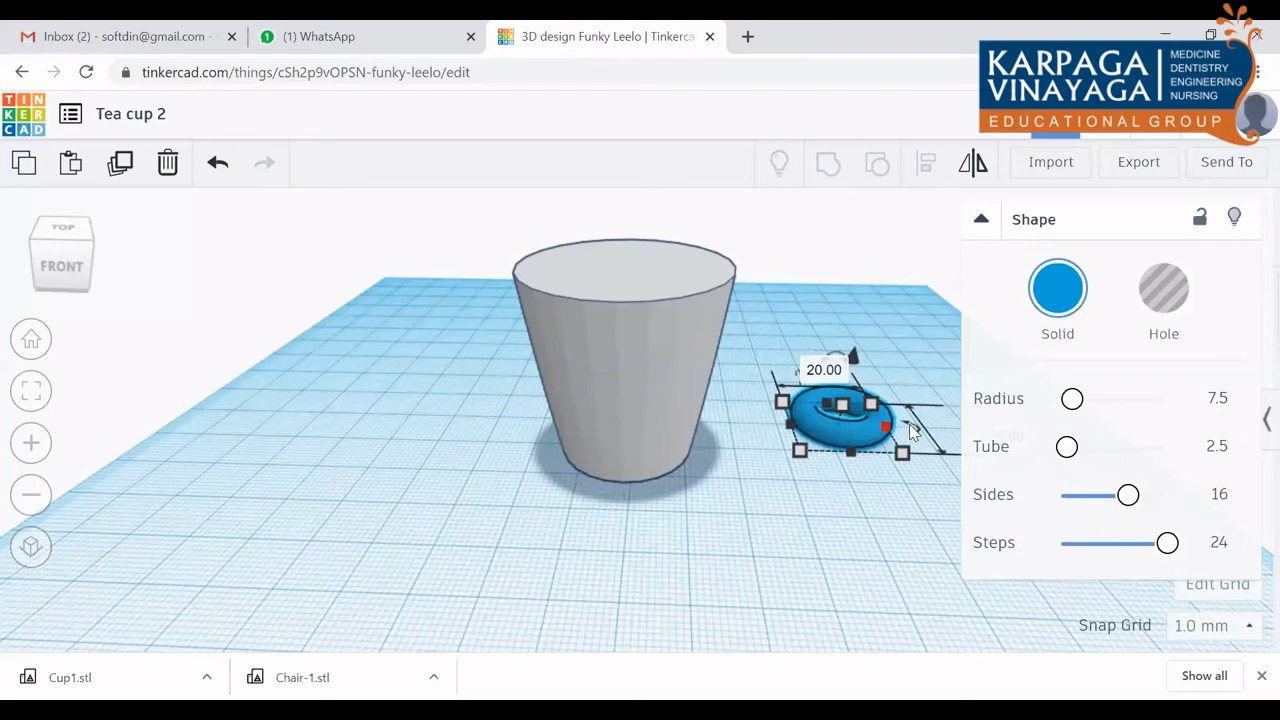 Inbox (2) - softdin@gmail.com -
(1) WhatsApp
3D design Funky Leelo | Tinkerca
tinkercad.com/things/cSh2p9vOPSN-funky-leelo/edit
KARPAGA
VINAYAGA
MEDICINE
DENTISTRY
ENGINEERING
NURSING
EDUCATIONAL GROUP
TIN
KER
CAD
Tea cup 2
Import
Export
Send To
TOP
FRONT
Shape
Solid
Hole
20.00
Radius 7.5
Tube 2.5
Sides 16
Steps 24
Edit Grid
Snap Grid 1.0 mm
Cup1.stl
Chair-1.stl
Show all